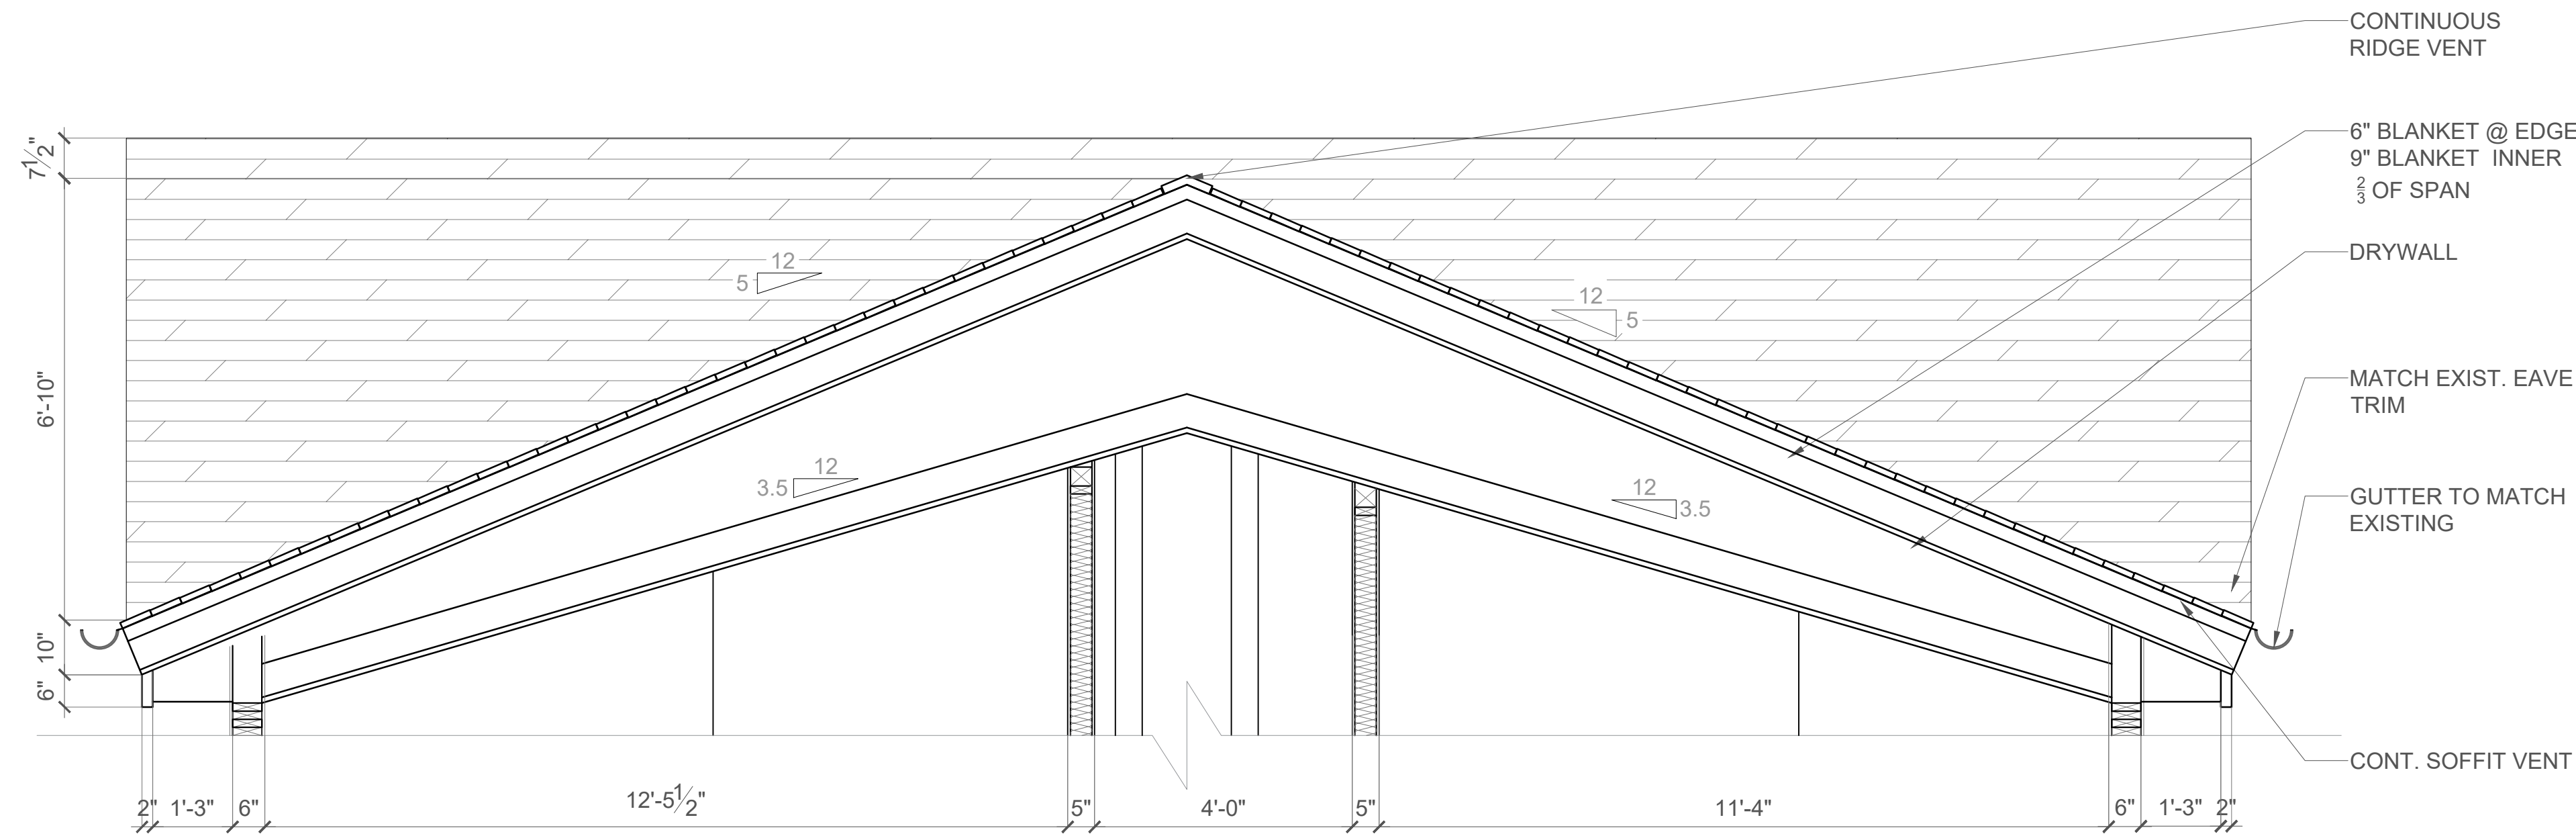 CONTINUOUS
RIDGE VENT
6" BLANKET @ EDGE
9" BLANKET INNER
2/3 OF SPAN
DRYWALL
MATCH EXIST. EAVE
TRIM
GUTTER TO MATCH
EXISTING
CONT. SOFFIT VENT
7 1/2"
6'-10"
10"
6"
12
5
12
5
12
3.5
12
3.5
2" 1'-3" 6" 12'-5 1/2" 5" 4'-0" 5" 11'-4" 6" 1'-3" 2"